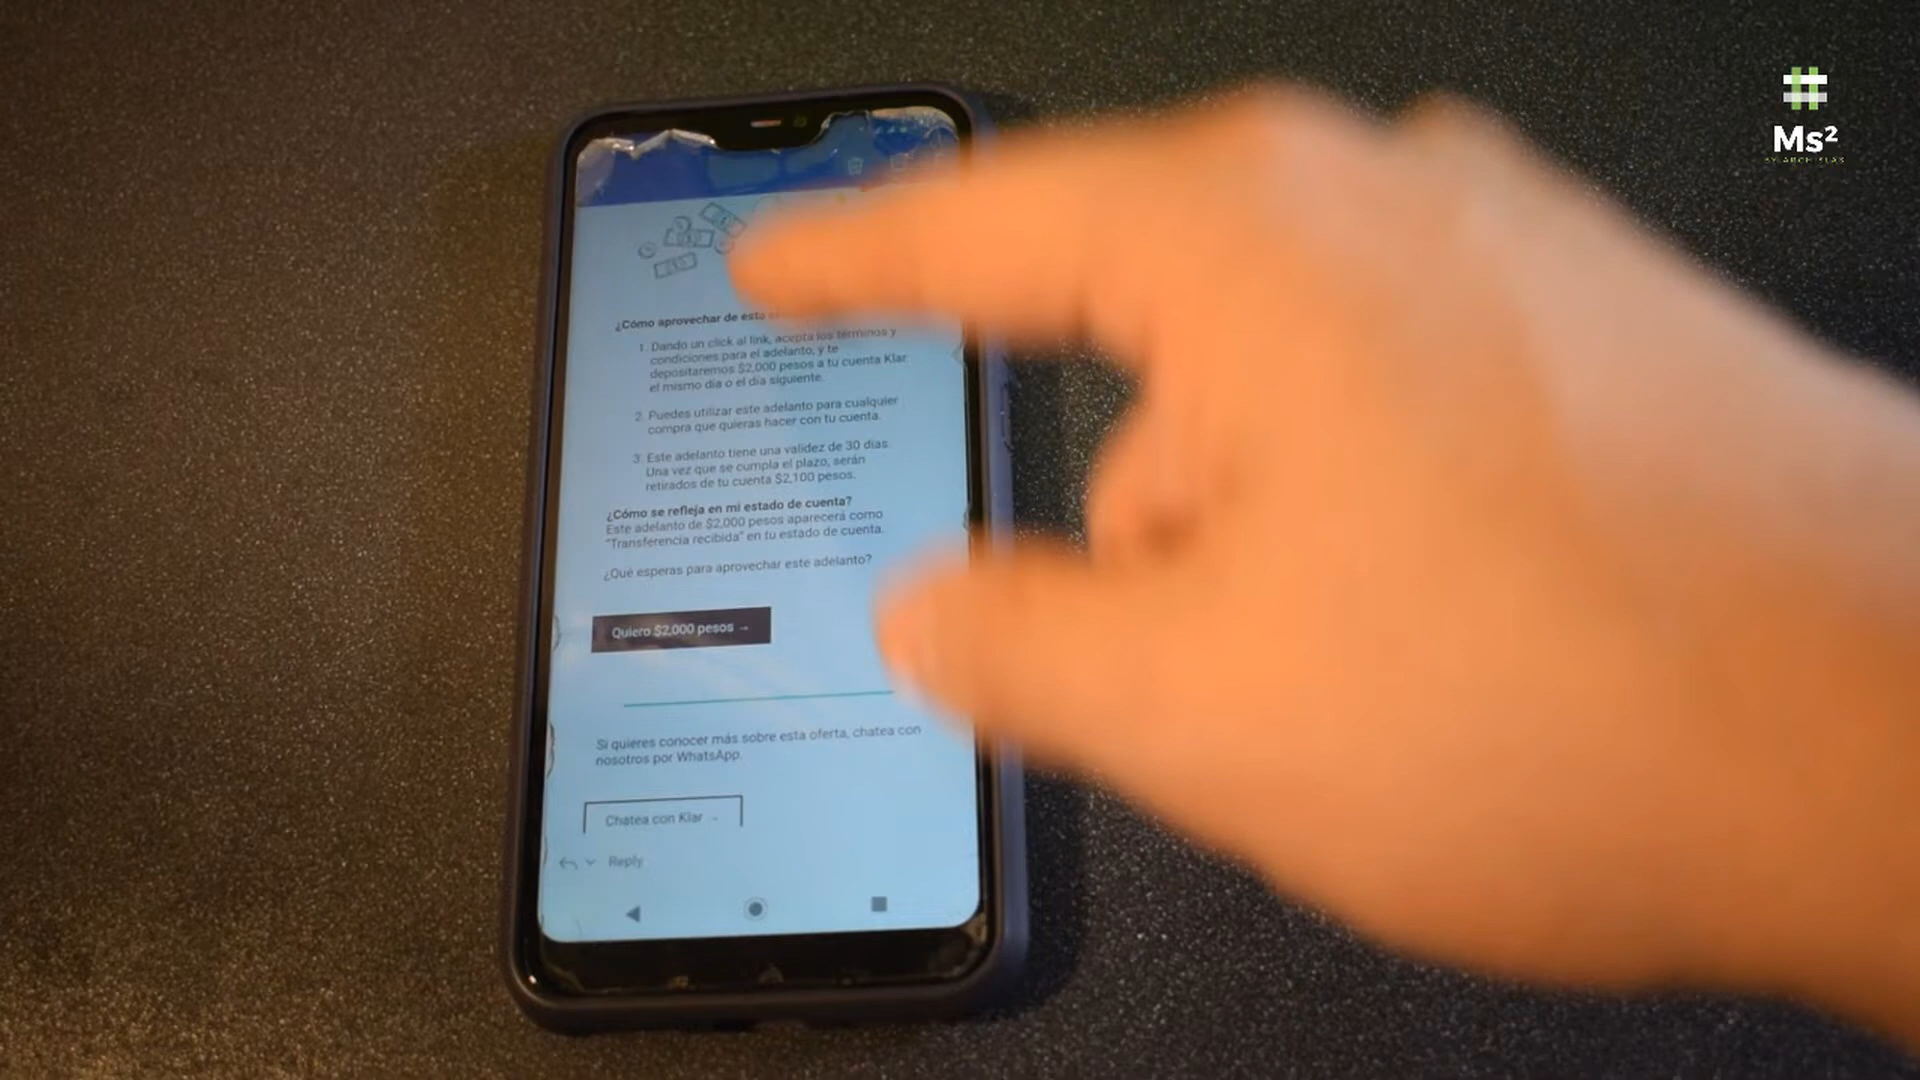 Ms²
¿Cómo aprovechar de este
1. Dando un click al link, acepta los términos y
condiciones para el adelanto, y te
depositaremos $2,000 pesos a tu cuenta Klar
el mismo día o el día siguiente.
2. Puedes utilizar este adelanto para cualquier
compra que quieras hacer con tu cuenta.
3. Este adelanto tiene una validez de 30 días.
Una vez que se cumpla el plazo, serán
retirados de tu cuenta $2,100 pesos.
¿Cómo se refleja en mi estado de cuenta?
Este adelanto de $2,000 pesos aparecerá como
"Transferencia recibida" en tu estado de cuenta.
¿Qué esperas para aprovechar este adelanto?
Quiero $2,000 pesos →
Si quieres conocer más sobre esta oferta, chatea con
nosotros por WhatsApp.
Chatea con Klar →
Reply